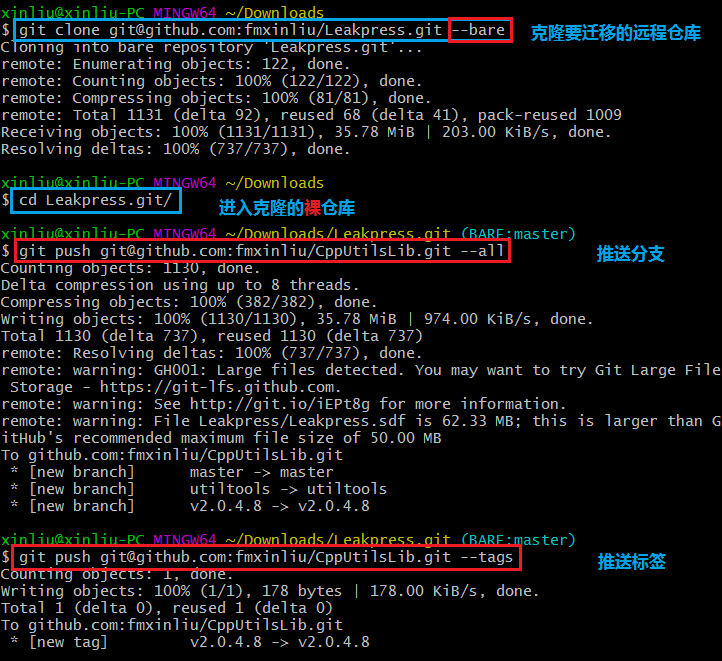 xinliu@xinliu-PC MINGW64 ~/Downloads
$ git clone git@github.com:fmxinliu/Leakpress.git --bare 克隆要迁移的远程仓库
Cloning into bare repository 'Leakpress.git'...
remote: Enumerating objects: 122, done.
remote: Counting objects: 100% (122/122), done.
remote: Compressing objects: 100% (81/81), done.
remote: Total 1131 (delta 92), reused 68 (delta 41), pack-reused 1009
Receiving objects: 100% (1131/1131), 35.78 MiB | 203.00 KiB/s, done.
Resolving deltas: 100% (737/737), done.
xinliu@xinliu-PC MINGW64 ~/Downloads
$ cd Leakpress.git/ 进入克隆的裸仓库
xinliu@xinliu-PC MINGW64 ~/Downloads/Leakpress.git (BARE:master)
$ git push git@github.com:fmxinliu/CppUtilsLib.git --all 推送分支
Counting objects: 1130, done.
Delta compression using up to 8 threads.
Compressing objects: 100% (382/382), done.
Writing objects: 100% (1130/1130), 35.78 MiB | 974.00 KiB/s, done.
Total 1130 (delta 737), reused 1130 (delta 737)
remote: Resolving deltas: 100% (737/737), done.
remote: warning: GH001: Large files detected. You may want to try Git Large File
 Storage - https://git-lfs.github.com.
remote: warning: See http://git.io/iEPt8g for more information.
remote: warning: File Leakpress/Leakpress.sdf is 62.33 MB; this is larger than G
itHub's recommended maximum file size of 50.00 MB
To github.com:fmxinliu/CppUtilsLib.git
 * [new branch]      master -> master
 * [new branch]      utiltools -> utiltools
 * [new branch]      v2.0.4.8 -> v2.0.4.8
xinliu@xinliu-PC MINGW64 ~/Downloads/Leakpress.git (BARE:master)
$ git push git@github.com:fmxinliu/CppUtilsLib.git --tags 推送标签
Counting objects: 1, done.
Writing objects: 100% (1/1), 178 bytes | 178.00 KiB/s, done.
Total 1 (delta 0), reused 1 (delta 0)
To github.com:fmxinliu/CppUtilsLib.git
 * [new tag]         v2.0.4.8 -> v2.0.4.8